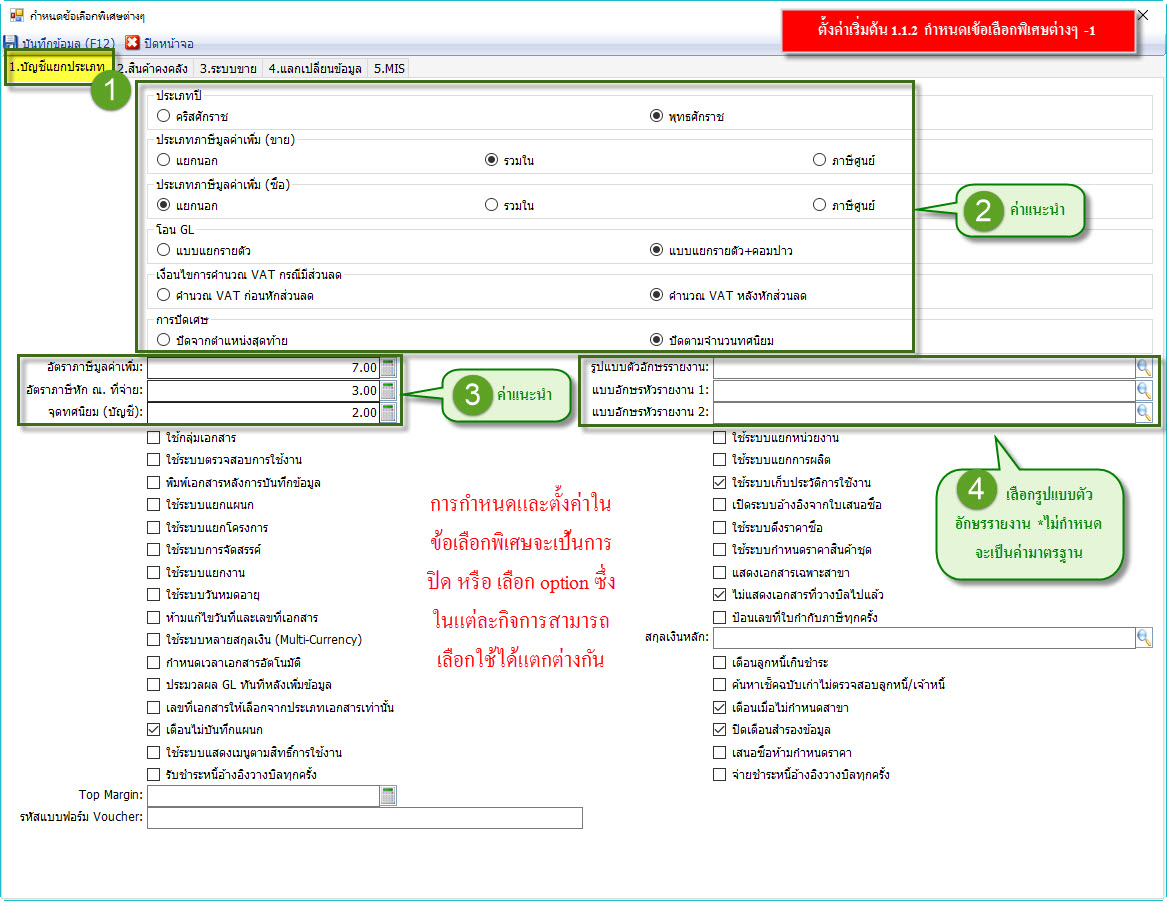 กำหนดข้อเลือกพิเศษต่างๆ
ตั้งค่าเริ่มต้น 1.1.2 กำหนดเข้อเลือกพิเศษต่างๆ -1
บันทึกข้อมูล (F12) ปิดหน้าจอ
1.บัญชีแยกประเภท 2.สินค้าคงคลัง 3.ระบบขาย 4.แลกเปลี่ยนข้อมูล 5.MIS
1
ประเภทปี
คริสศักราช พุทธศักราช
ประเภทภาษีมูลค่าเพิ่ม (ขาย)
แยกนอก รวมใน ภาษีศูนย์
ประเภทภาษีมูลค่าเพิ่ม (ซื้อ)
แยกนอก รวมใน ภาษีศูนย์
2 ค่าแนะนำ
โอน GL
แบบแยกรายตัว แบบแยกรายตัว+คอมปาว
เงื่อนไขการคำนวณ VAT กรณีมีส่วนลด
คำนวณ VAT ก่อนหักส่วนลด คำนวณ VAT หลังหักส่วนลด
การปัดเศษ
ปัดจากตำแหน่งสุดท้าย ปัดตามจำนวนทศนิยม
อัตราภาษีมูลค่าเพิ่ม: 7.00 รูปแบบตัวอักษรรายงาน:
อัตราภาษีหัก ณ. ที่จ่าย: 3.00 แบบอักษรหัวรายงาน 1:
จุดทศนิยม (บัญชี): 2.00 แบบอักษรหัวรายงาน 2:
3 ค่าแนะนำ
ใช้กลุ่มเอกสาร ใช้ระบบแยกหน่วยงาน
ใช้ระบบตรวจสอบการใช้งาน ใช้ระบบแยกการผลิต
พิมพ์เอกสารหลังการบันทึกข้อมูล ใช้ระบบเก็บประวัติการใช้งาน
ใช้ระบบแยกแผนก เปิดระบบอ้างอิงจากใบเสนอซื้อ
ใช้ระบบแยกโครงการ ใช้ระบบดึงราคาซื้อ
ใช้ระบบการจัดสรรค์ ใช้ระบบกำหนดราคาสินค้าชุด
ใช้ระบบแยกงาน แสดงเอกสารเฉพาะสาขา
ใช้ระบบวันหมดอายุ ไม่แสดงเอกสารที่วางบิลไปแล้ว
ห้ามแก้ไขวันที่และเลขที่เอกสาร ป้อนเลขที่ใบกำกับภาษีทุกครั้ง
ใช้ระบบหลายสกุลเงิน (Multi-Currency) สกุลเงินหลัก:
กำหนดเวลาเอกสารอัตโนมัติ เตือนลูกหนี้เกินชำระ
ประมวลผล GL ทันทีหลังเพิ่มข้อมูล ค้นหาเช็คฉบับเก่าไม่ตรวจสอบลูกหนี้/เจ้าหนี้
เลขที่เอกสารให้เลือกจากประเภทเอกสารเท่านั้น เตือนเมื่อไม่กำหนดสาขา
เตือนไม่บันทึกแผนก ปิดเตือนสำรองข้อมูล
ใช้ระบบแสดงเมนูตามสิทธิ์การใช้งาน เสนอซื้อห้ามกำหนดราคา
รับชำระหนี้อ้างอิงวางบิลทุกครั้ง จ่ายชำระหนี้อ้างอิงวางบิลทุกครั้ง
Top Margin:
รหัสแบบฟอร์ม Voucher:
การกำหนดและตั้งค่าใน
ข้อเลือกพิเศษจะเป็นการ
ปิด หรือ เลือก option ซึ่ง
ในแต่ละกิจการสามารถ
เลือกใช้ได้แตกต่างกัน
4 เลือกรูปแบบตัว
อักษรรายงาน *ไม่กำหนด
จะเป็นค่ามาตรฐาน